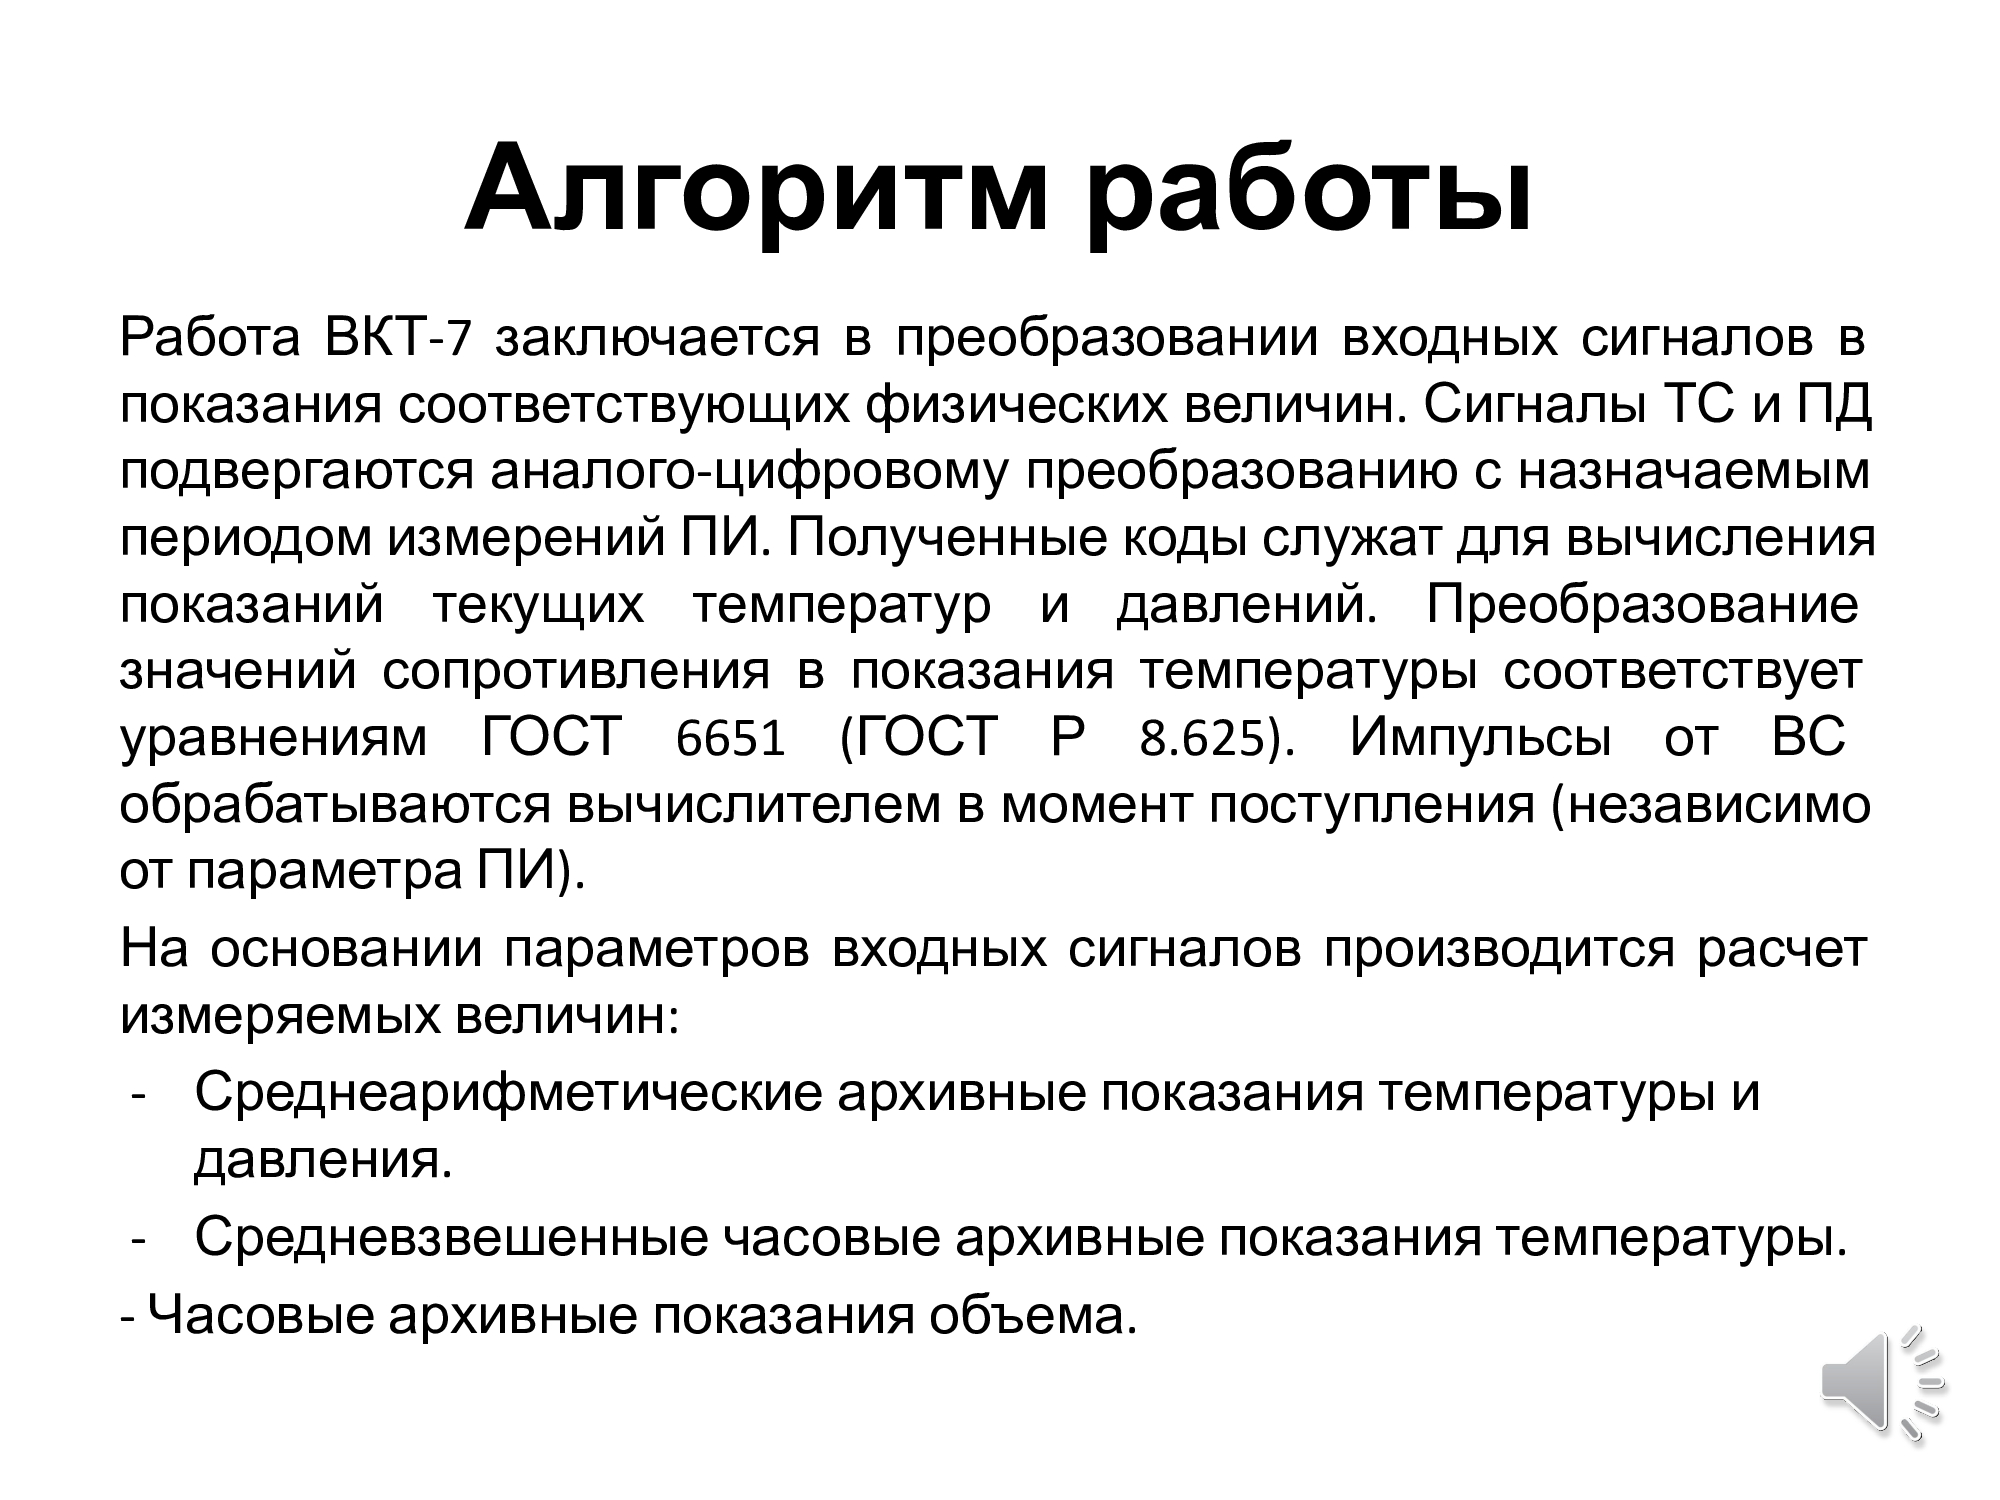 Алгоритм работы
Работа ВКТ-7 заключается в преобразовании входных сигналов в
показания соответствующих физических величин. Сигналы ТС и ПД
подвергаются аналого-цифровому преобразованию с назначаемым
периодом измерений ПИ. Полученные коды служат для вычисления
показаний текущих температур и давлений. Преобразование
значений сопротивления в показания температуры соответствует
уравнениям ГОСТ 6651 (ГОСТ Р 8.625). Импульсы от ВС
обрабатываются вычислителем в момент поступления (независимо
от параметра ПИ).
На основании параметров входных сигналов производится расчет
измеряемых величин:
- Среднеарифметические архивные показания температуры и
давления.
- Средневзвешенные часовые архивные показания температуры.
- Часовые архивные показания объема.